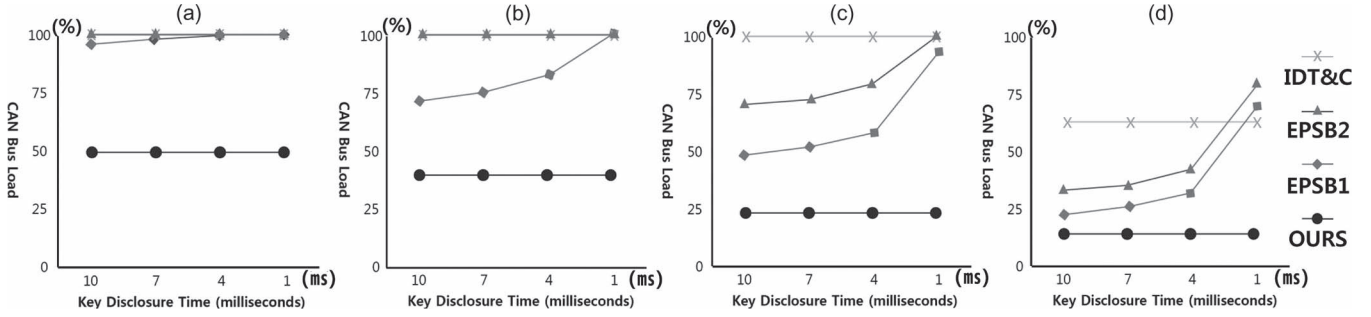 (a)
(%)
100
75
50
25
0
CAN Bus Load
10 7 4 1 (ms)
Key Disclosure Time (milliseconds)
(b)
(%)
100
75
50
25
0
CAN Bus Load
10 7 4 1 (ms)
Key Disclosure Time (milliseconds)
(c)
(%)
100
75
50
25
0
CAN Bus Load
10 7 4 1 (ms)
Key Disclosure Time (milliseconds)
(d)
(%)
100
75
50
25
0
CAN Bus Load
10 7 4 1 (ms)
Key Disclosure Time (milliseconds)
IDT&C
EPSB2
EPSB1
OURS